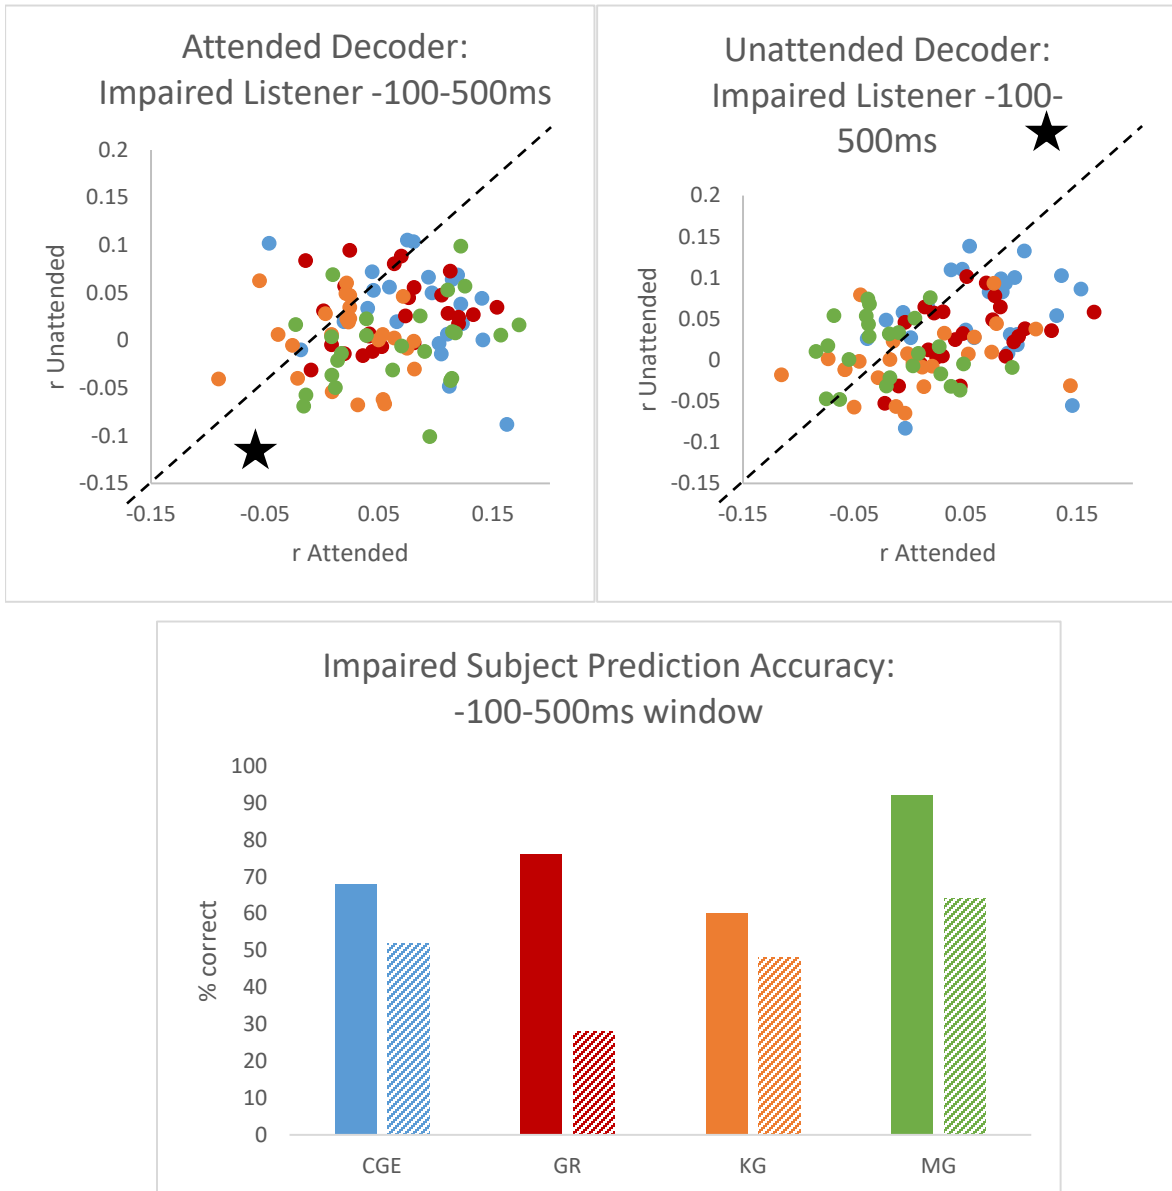 Attended Decoder:
Impaired Listener -100-500ms
0.2
0.15
0.1
0.05
0
-0.05
-0.1
-0.15
r Unattended
-0.15
-0.05
0.05
0.15
r Attended
Unattended Decoder:
Impaired Listener -100-
500ms
0.2
0.15
0.1
0.05
0
-0.05
-0.1
-0.15
r Unattended
-0.15
-0.05
0.05
0.15
r Attended
Impaired Subject Prediction Accuracy:
-100-500ms window
100
90
80
70
60
50
40
30
20
10
0
% correct
CGE
GR
KG
MG